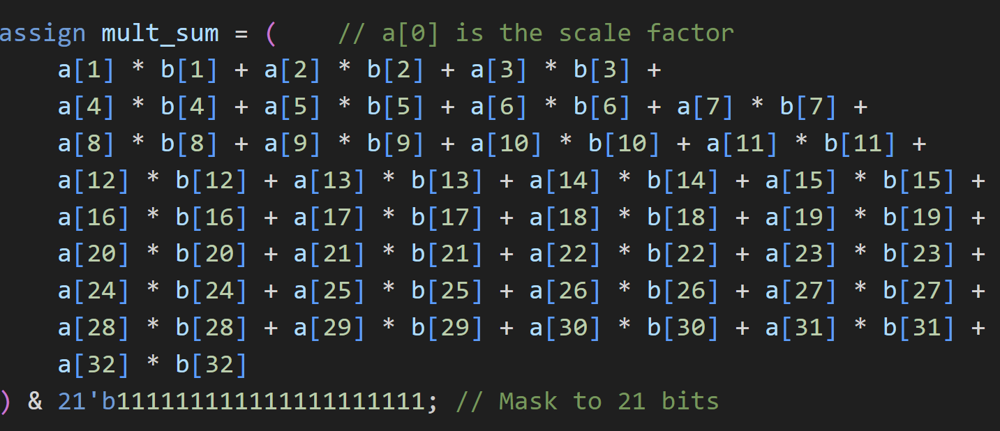 assign mult_sum = (    // a[0] is the scale factor
    a[1] * b[1] + a[2] * b[2] + a[3] * b[3] +
    a[4] * b[4] + a[5] * b[5] + a[6] * b[6] + a[7] * b[7] +
    a[8] * b[8] + a[9] * b[9] + a[10] * b[10] + a[11] * b[11] +
    a[12] * b[12] + a[13] * b[13] + a[14] * b[14] + a[15] * b[15] +
    a[16] * b[16] + a[17] * b[17] + a[18] * b[18] + a[19] * b[19] +
    a[20] * b[20] + a[21] * b[21] + a[22] * b[22] + a[23] * b[23] +
    a[24] * b[24] + a[25] * b[25] + a[26] * b[26] + a[27] * b[27] +
    a[28] * b[28] + a[29] * b[29] + a[30] * b[30] + a[31] * b[31] +
    a[32] * b[32]
) & 21'b111111111111111111111; // Mask to 21 bits